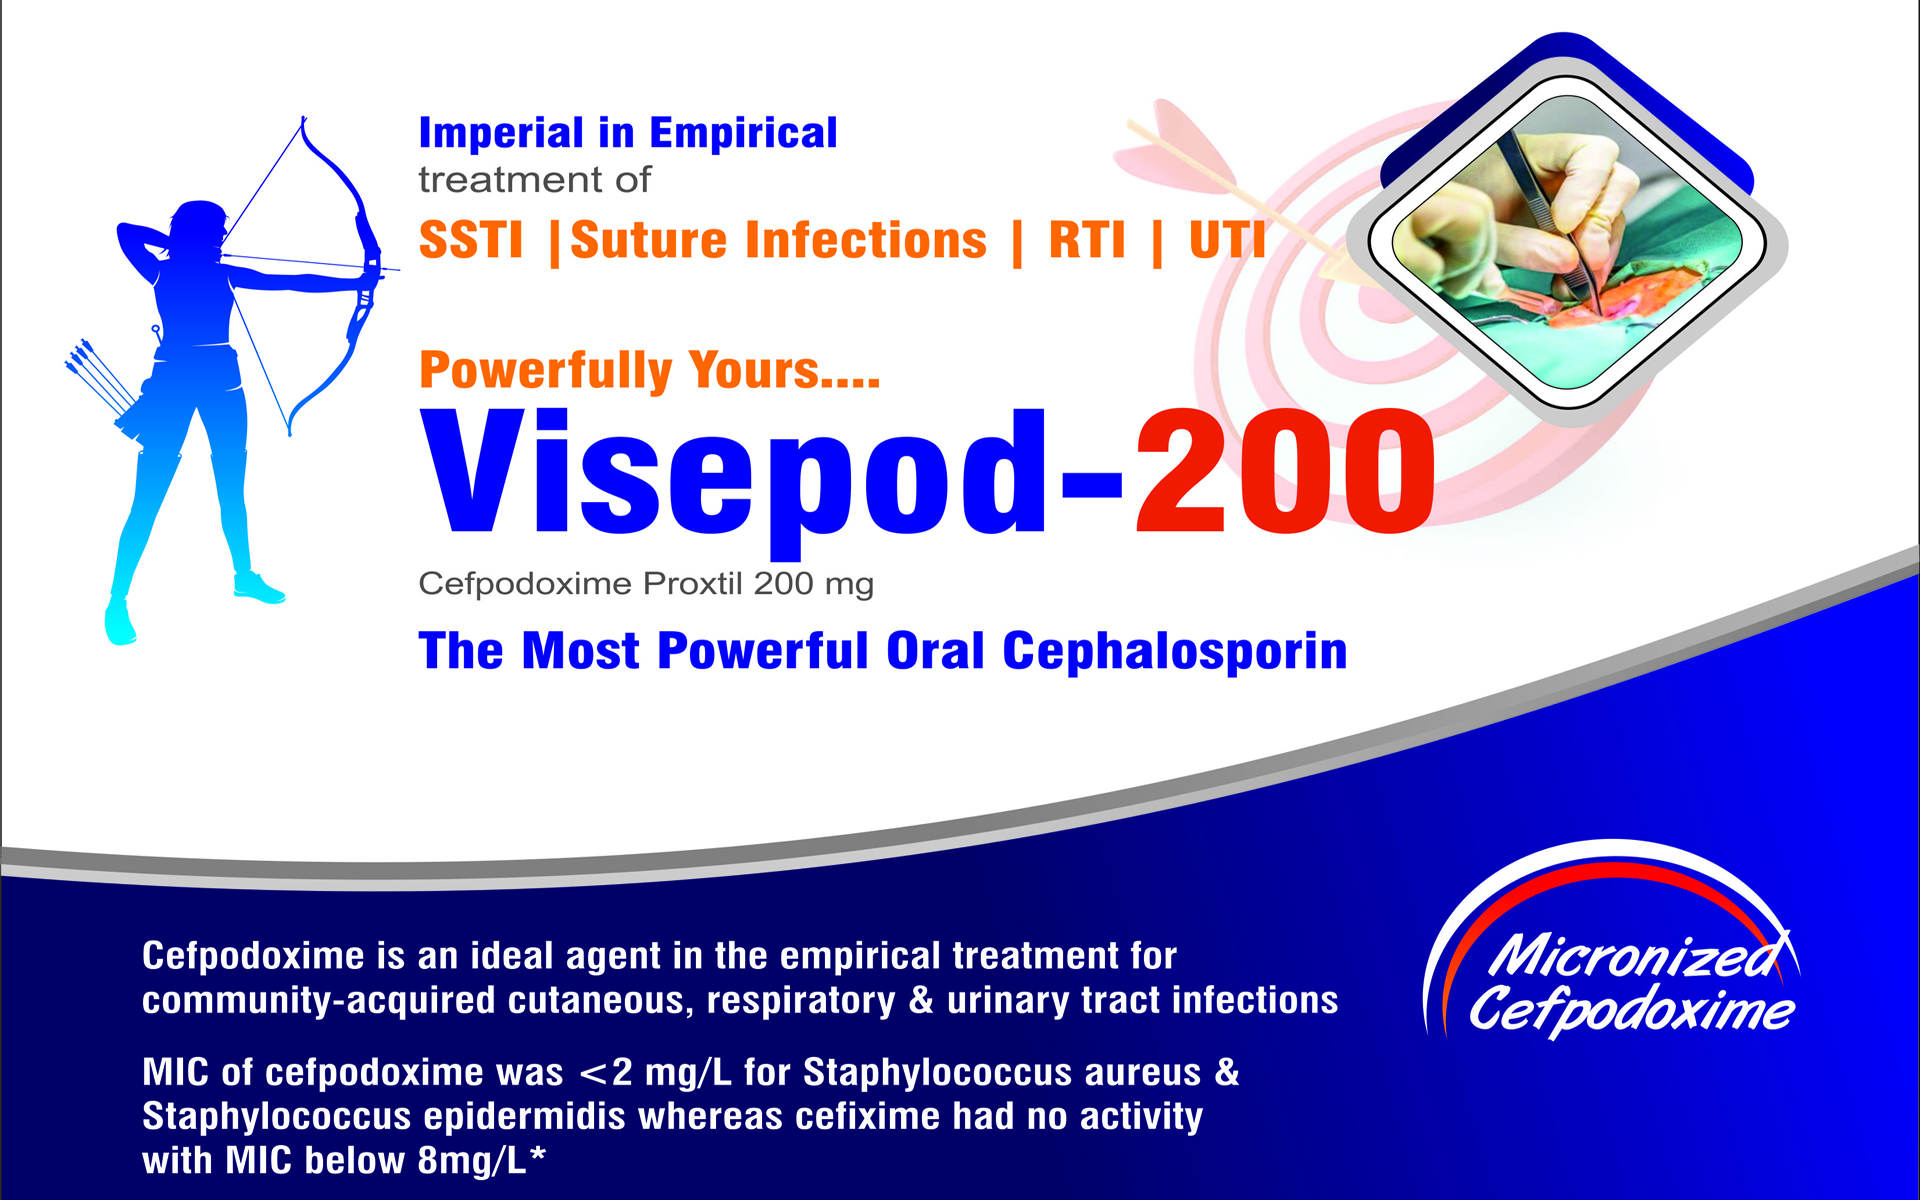 Imperial in Empirical
treatment of
SSTI |Suture Infections | RTI | UTI
Powerfully Yours....
Visepod-200
Cefpodoxime Proxtil 200 mg
The Most Powerful Oral Cephalosporin
Cefpodoxime is an ideal agent in the empirical treatment for
community-acquired cutaneous, respiratory & urinary tract infections
MIC of cefpodoxime was <2 mg/L for Staphylococcus aureus &
Staphylococcus epidermidis whereas cefixime had no activity
with MIC below 8mg/L*
Micronized
Cefpodoxime